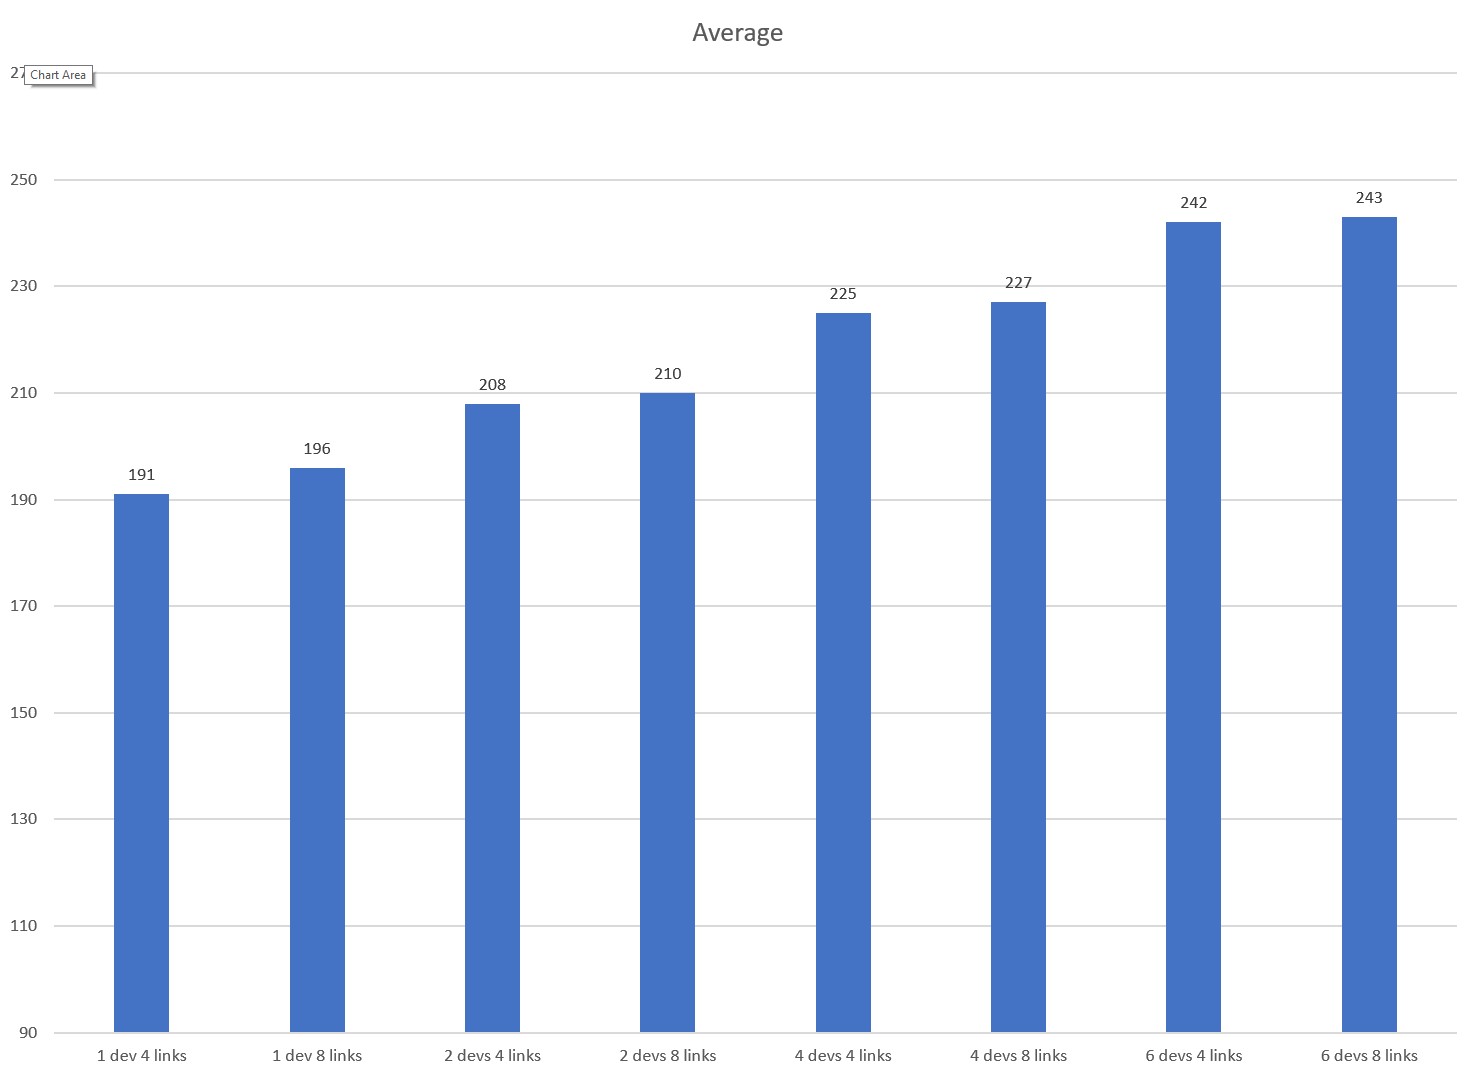 Average
Chart Area
250
230
210
190
170
150
130
110
90
191
196
208
210
225
227
242
243
1 dev 4 links
1 dev 8 links
2 devs 4 links
2 devs 8 links
4 devs 4 links
4 devs 8 links
6 devs 4 links
6 devs 8 links